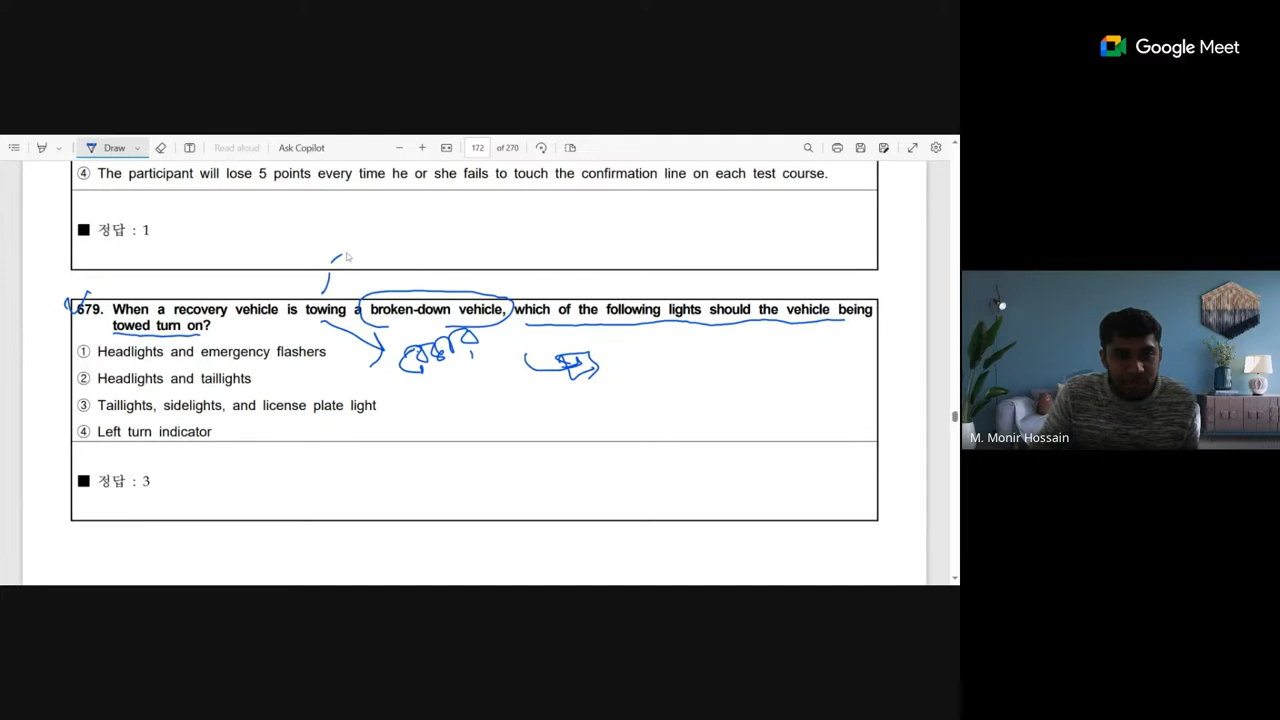 Google Meet
Draw
Read aloud
Ask Copilot
172 of 270
④ The participant will lose 5 points every time he or she fails to touch the confirmation line on each test course.
■ 정답 : 1
679. When a recovery vehicle is towing a broken-down vehicle, which of the following lights should the vehicle being
towed turn on?
① Headlights and emergency flashers
② Headlights and taillights
③ Taillights, sidelights, and license plate light
④ Left turn indicator
■ 정답 : 3
M. Monir Hossain